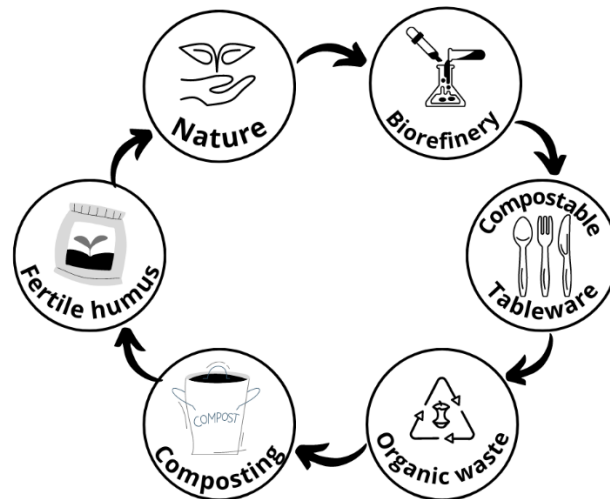 Nature
Biorefinery
Compostable
Tableware
Organic waste
COMPOST
Composting
Fertile humus